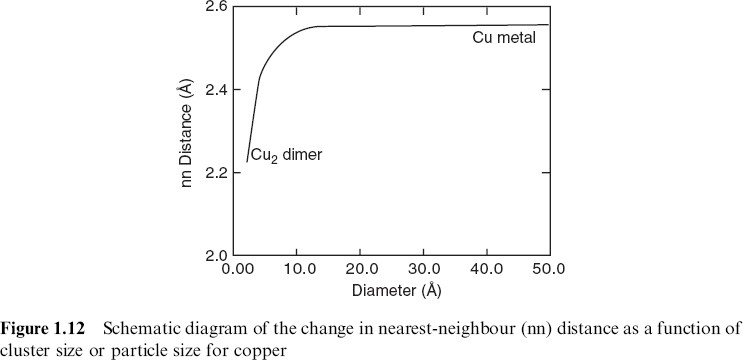 2.6
Cu metal
2.4
nn Distance (Å)
Cu2 dimer
2.2
2.0
0.00 10.0 20.0 30.0 40.0 50.0
Diameter (Å)
Figure 1.12 Schematic diagram of the change in nearest-neighbour (nn) distance as a function of
cluster size or particle size for copper